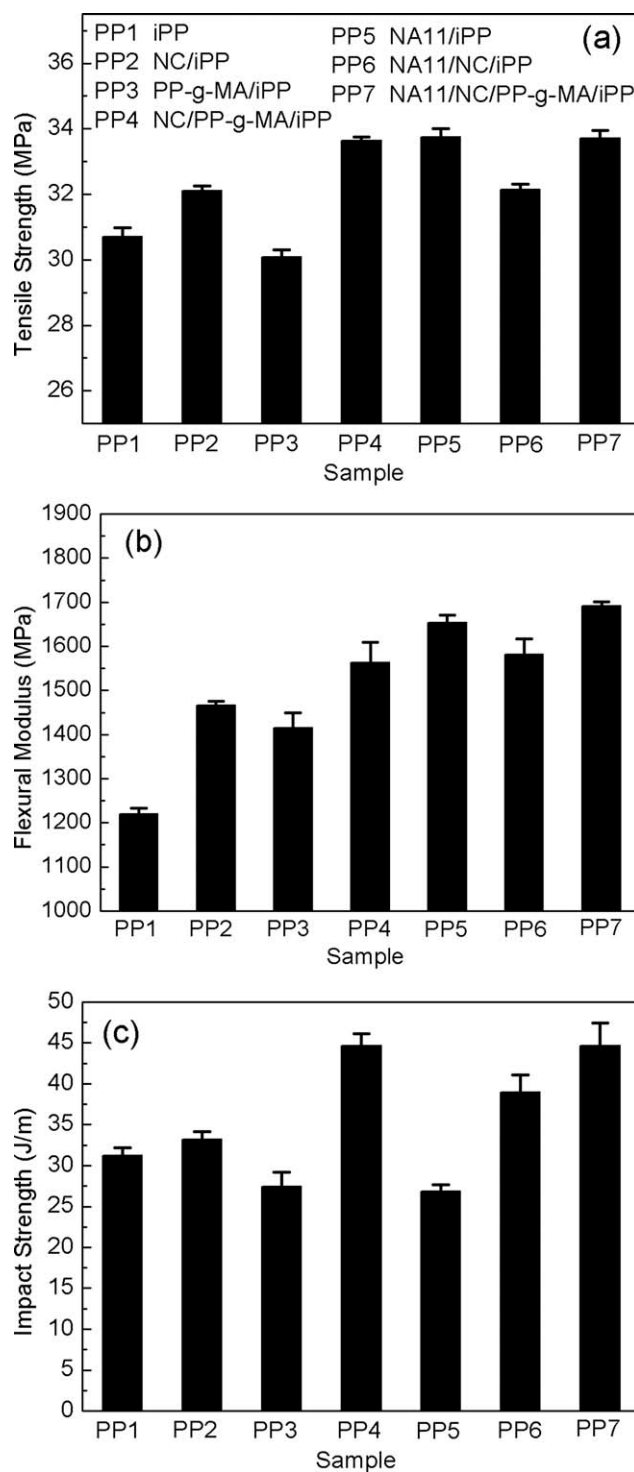 PP1 iPP
PP2 NC/iPP
PP3 PP-g-MA/iPP
PP4 NC/PP-g-MA/iPP
PP5 NA11/iPP
PP6 NA11/NC/iPP
PP7 NA11/NC/PP-g-MA/iPP
(a)
Tensile Strength (MPa)
36
34
32
30
28
26
PP1 PP2 PP3 PP4 PP5 PP6 PP7
Sample
(b)
Flexural Modulus (MPa)
1900
1800
1700
1600
1500
1400
1300
1200
1100
1000
PP1 PP2 PP3 PP4 PP5 PP6 PP7
Sample
(c)
Impact Strength (J/m)
50
45
40
35
30
25
20
15
10
5
0
PP1 PP2 PP3 PP4 PP5 PP6 PP7
Sample